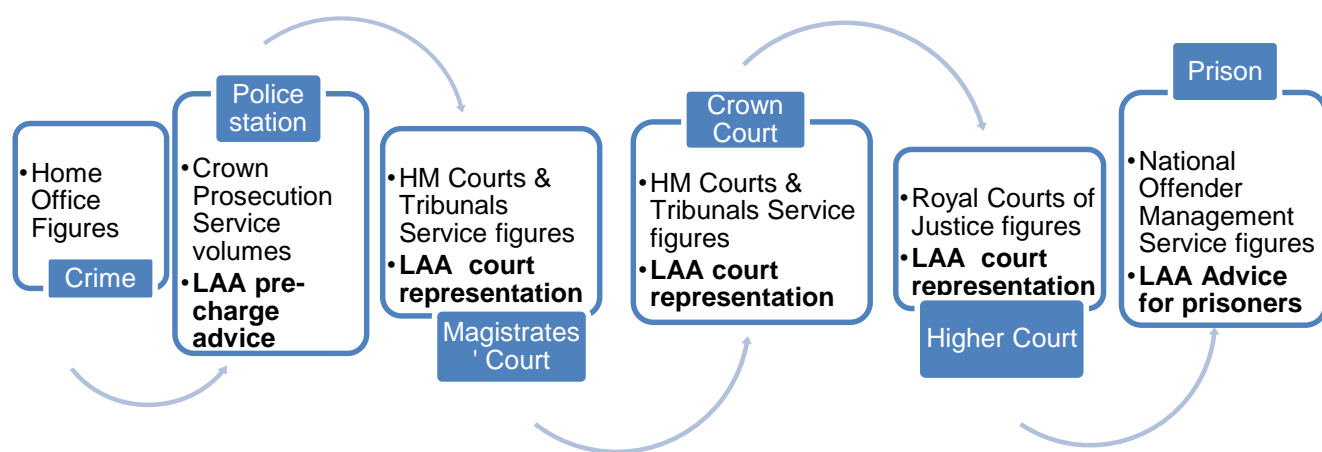 •Home
Office
Figures
Crime
Police
station
•Crown
Prosecution
Service
volumes
•LAA pre-
charge
advice
•HM Courts &
Tribunals
Service figures
•LAA court
representation
Magistrates
' Court
Crown
Court
•HM Courts &
Tribunals Service
figures
•LAA court
representation
•Royal Courts of
Justice figures
•LAA court
representation
Higher Court
Prison
•National
Offender
Management
Service figures
•LAA Advice
for prisoners